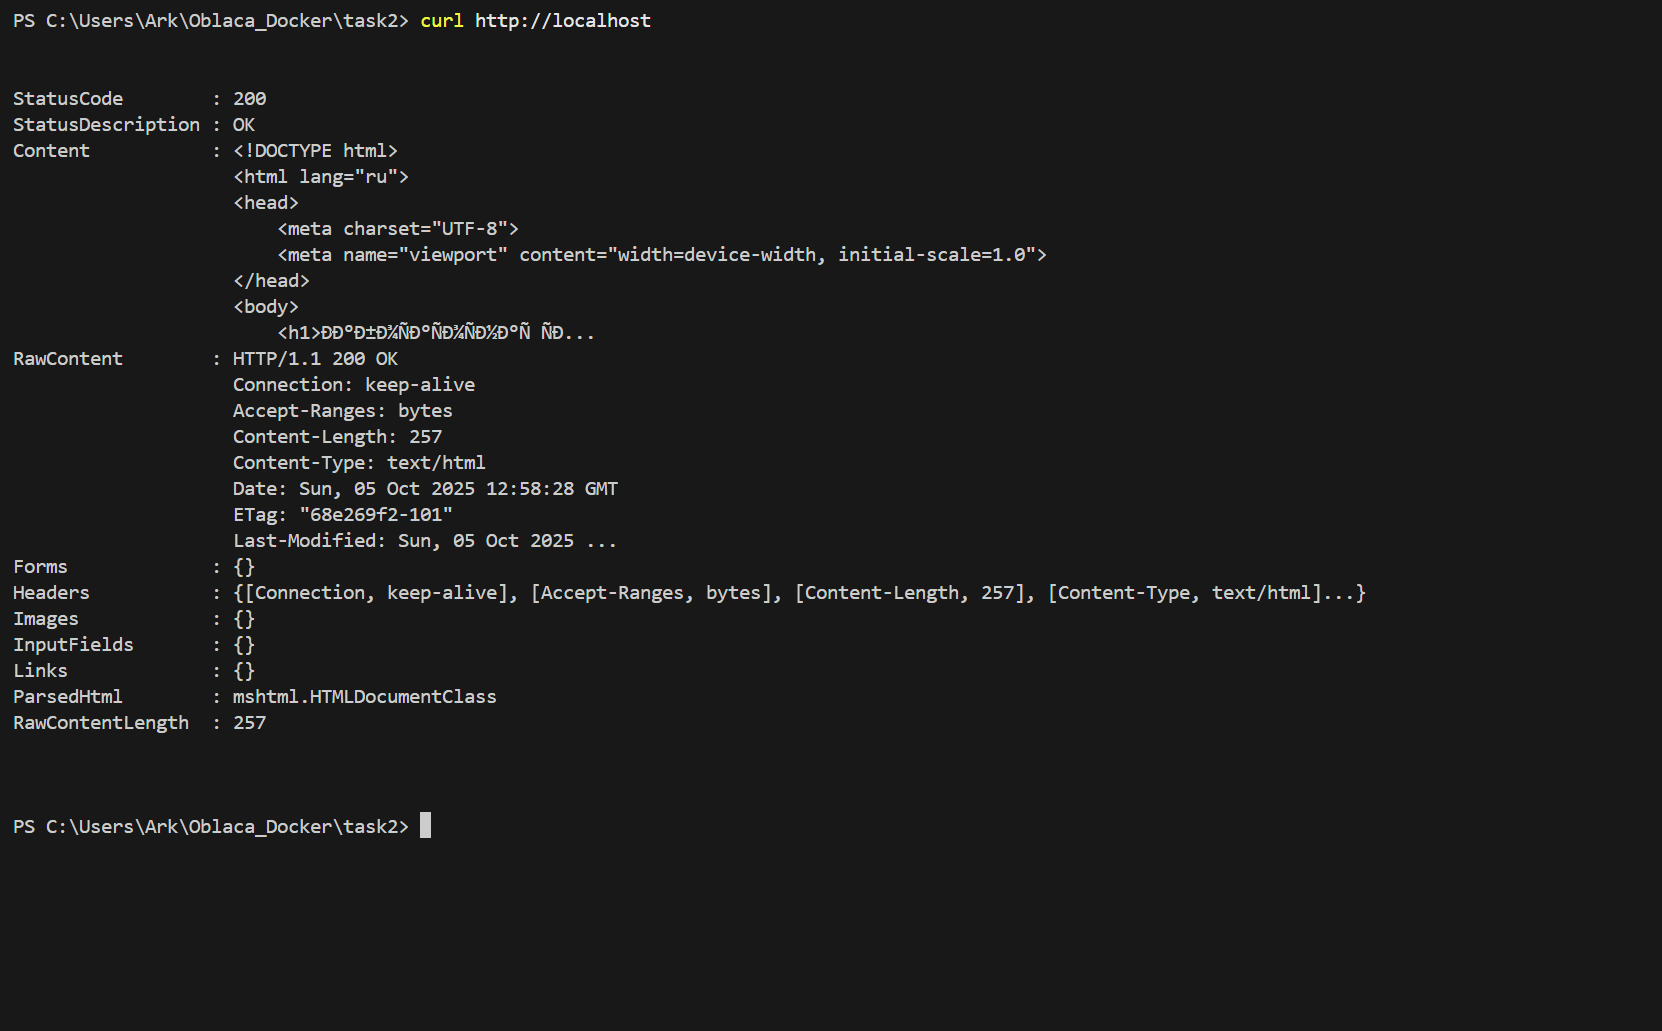 PS C:\Users\Ark\Oblaca_Docker\task2> curl http://localhost
StatusCode        : 200
StatusDescription : OK
Content           : <!DOCTYPE html>
                    <html lang="ru">
                    <head>
                        <meta charset="UTF-8">
                        <meta name="viewport" content="width=device-width, initial-scale=1.0">
                    </head>
                    <body>
                        <h1>ÐÐ°Ð±Ð¾ÑÐ°ÑÐ¾ÑÐ½Ð°Ñ ÑÐ...
RawContent        : HTTP/1.1 200 OK
                    Connection: keep-alive
                    Accept-Ranges: bytes
                    Content-Length: 257
                    Content-Type: text/html
                    Date: Sun, 05 Oct 2025 12:58:28 GMT
                    ETag: "68e269f2-101"
                    Last-Modified: Sun, 05 Oct 2025 ...
Forms             : {}
Headers           : {[Connection, keep-alive], [Accept-Ranges, bytes], [Content-Length, 257], [Content-Type, text/html]...}
Images            : {}
InputFields       : {}
Links             : {}
ParsedHtml        : mshtml.HTMLDocumentClass
RawContentLength  : 257
PS C:\Users\Ark\Oblaca_Docker\task2>